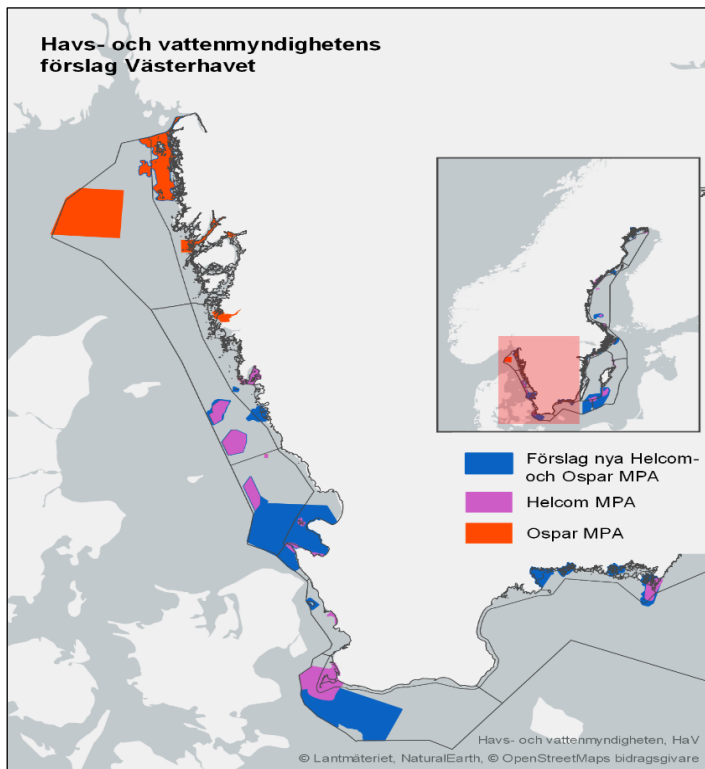 Havs- och vattenmyndighetens
förslag Västerhavet
Förslag nya Helcom-
och Ospar MPA
Helcom MPA
Ospar MPA
Havs- och vattenmyndigheten, HaV
© Lantmäteriet, NaturalEarth, © OpenStreetMaps bidragsgivare